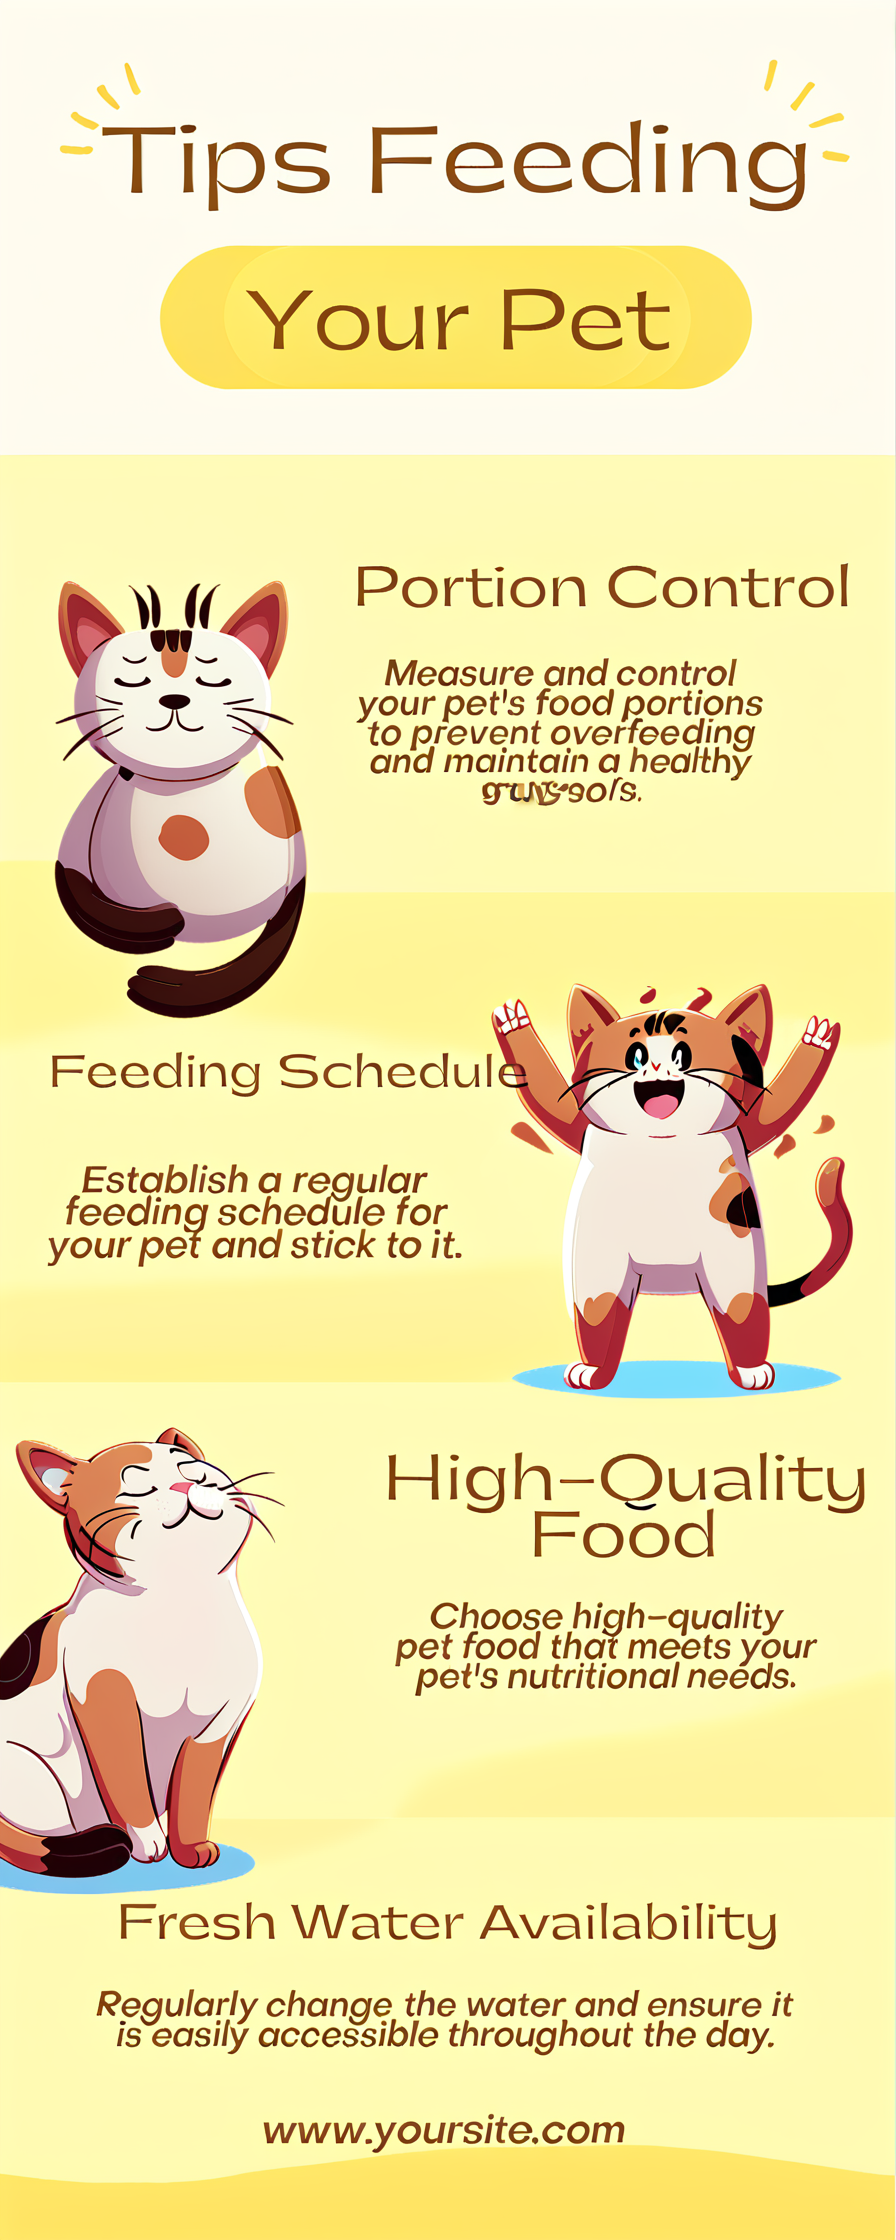 Tips Feeding
Your Pet
Portion Control
Measure and control
your pet's food portions
to prevent overfeeding
and maintain a healthy
Feeding Schedule
Establish a regular
feeding schedule for
your pet and stick to it.
High-Quality
Food
Choose high-quality
pet food that meets your
pet's nutritional needs.
Fresh Water Availability
Regularly change the water and ensure it
is easily accessible throughout the day.
www.yoursite.com